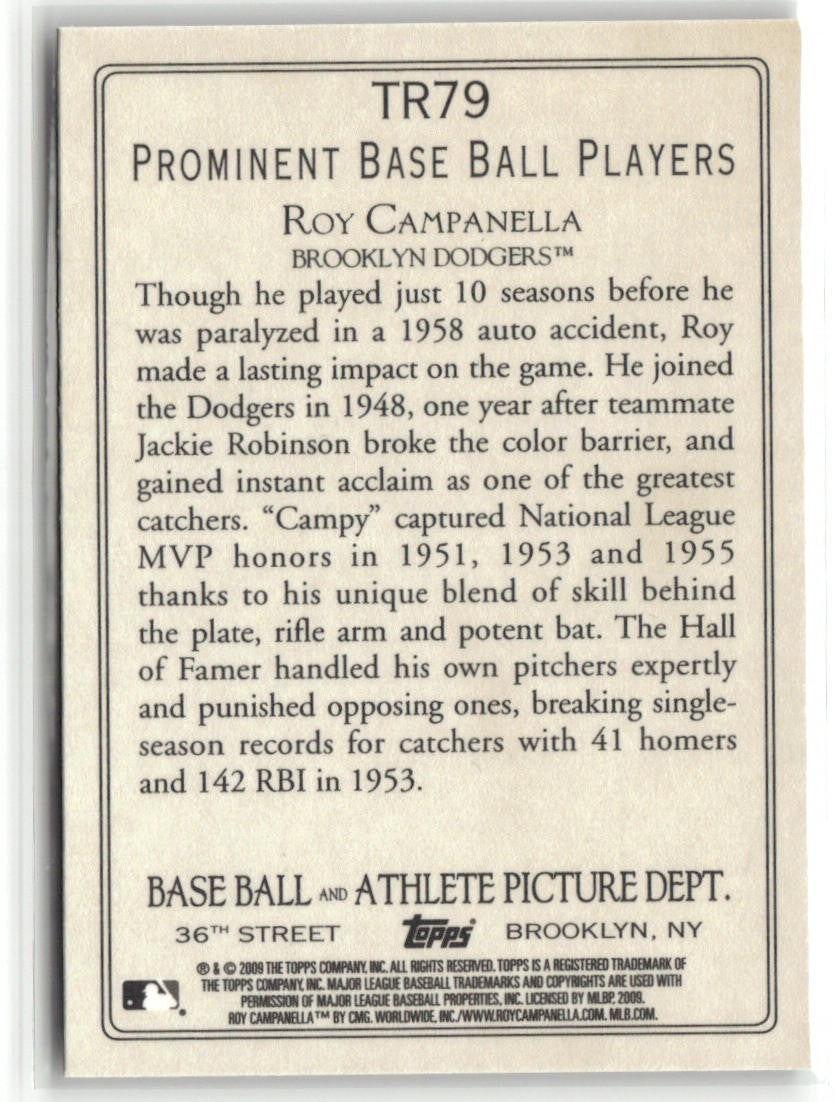 TR79
PROMINENT BASE BALL PLAYERS
ROY CAMPANELLA
BROOKLYN DODGERS™
Though he played just 10 seasons before he
was paralyzed in a 1958 auto accident, Roy
made a lasting impact on the game. He joined
the Dodgers in 1948, one year after teammate
Jackie Robinson broke the color barrier, and
gained instant acclaim as one of the greatest
catchers. “Campy” captured National League
MVP honors in 1951, 1953 and 1955
thanks to his unique blend of skill behind
the plate, rifle arm and potent bat. The Hall
of Famer handled his own pitchers expertly
and punished opposing ones, breaking single-
season records for catchers with 41 homers
and 142 RBI in 1953.
BASE BALL AND ATHLETE PICTURE DEPT.
36TH STREET Topps® BROOKLYN, NY
® & © 2009 THE TOPPS COMPANY, INC. ALL RIGHTS RESERVED. TOPPS IS A REGISTERED TRADEMARK OF
THE TOPPS COMPANY, INC. MAJOR LEAGUE BASEBALL TRADEMARKS AND COPYRIGHTS ARE USED WITH
PERMISSION OF MAJOR LEAGUE BASEBALL PROPERTIES, INC. LICENSED BY MLBP, 2009.
ROY CAMPANELLA™ BY CMG. WORLDWIDE, INC./WWW.ROYCAMPANELLA.COM. MLB.COM.